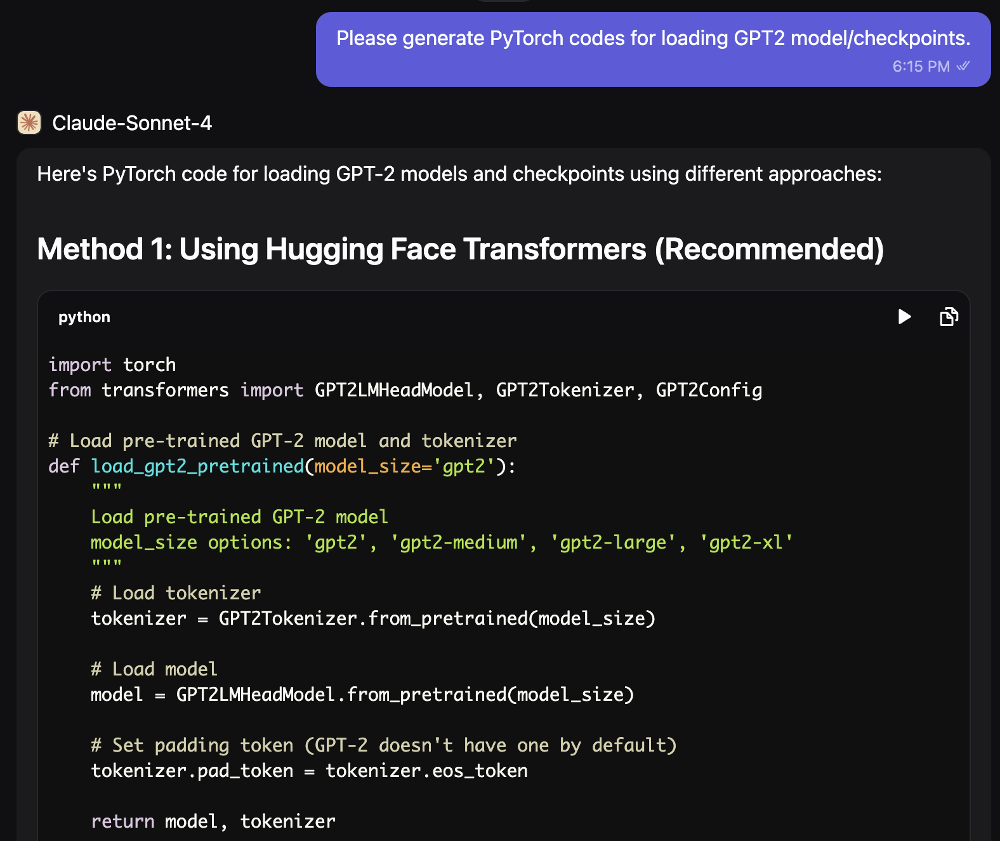 Please generate PyTorch codes for loading GPT2 model/checkpoints.
6:15 PM
Claude-Sonnet-4
Here's PyTorch code for loading GPT-2 models and checkpoints using different approaches:
Method 1: Using Hugging Face Transformers (Recommended)
python
import torch
from transformers import GPT2LMHeadModel, GPT2Tokenizer, GPT2Config
# Load pre-trained GPT-2 model and tokenizer
def load_gpt2_pretrained(model_size='gpt2'):
    """
    Load pre-trained GPT-2 model
    model_size options: 'gpt2', 'gpt2-medium', 'gpt2-large', 'gpt2-xl'
    """
    # Load tokenizer
    tokenizer = GPT2Tokenizer.from_pretrained(model_size)
    # Load model
    model = GPT2LMHeadModel.from_pretrained(model_size)
    # Set padding token (GPT-2 doesn't have one by default)
    tokenizer.pad_token = tokenizer.eos_token
    return model, tokenizer